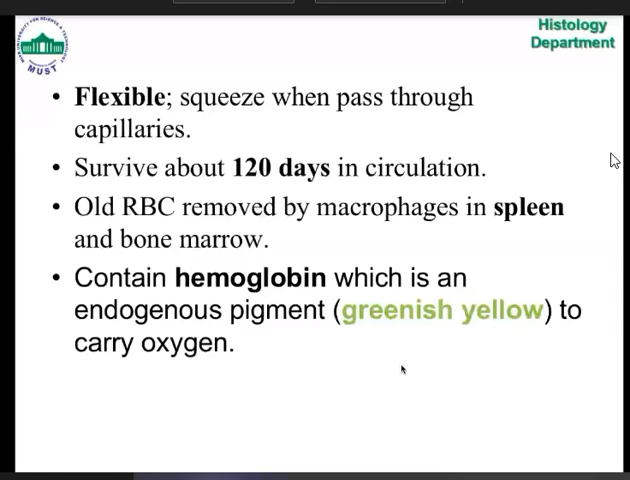 Histology
Department
MUST
• Flexible; squeeze when pass through
capillaries.
• Survive about 120 days in circulation.
• Old RBC removed by macrophages in spleen
and bone marrow.
• Contain hemoglobin which is an
endogenous pigment (greenish yellow) to
carry oxygen.